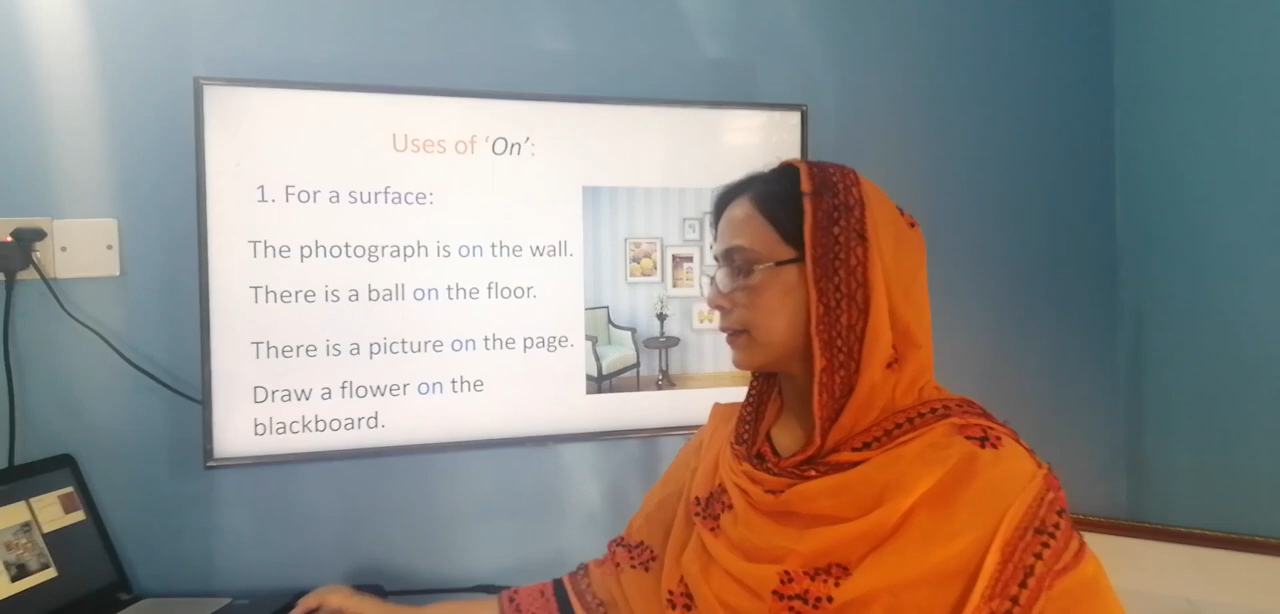 Uses of ‘On’:
1. For a surface:
The photograph is on the wall.
There is a ball on the floor.
There is a picture on the page.
Draw a flower on the
blackboard.